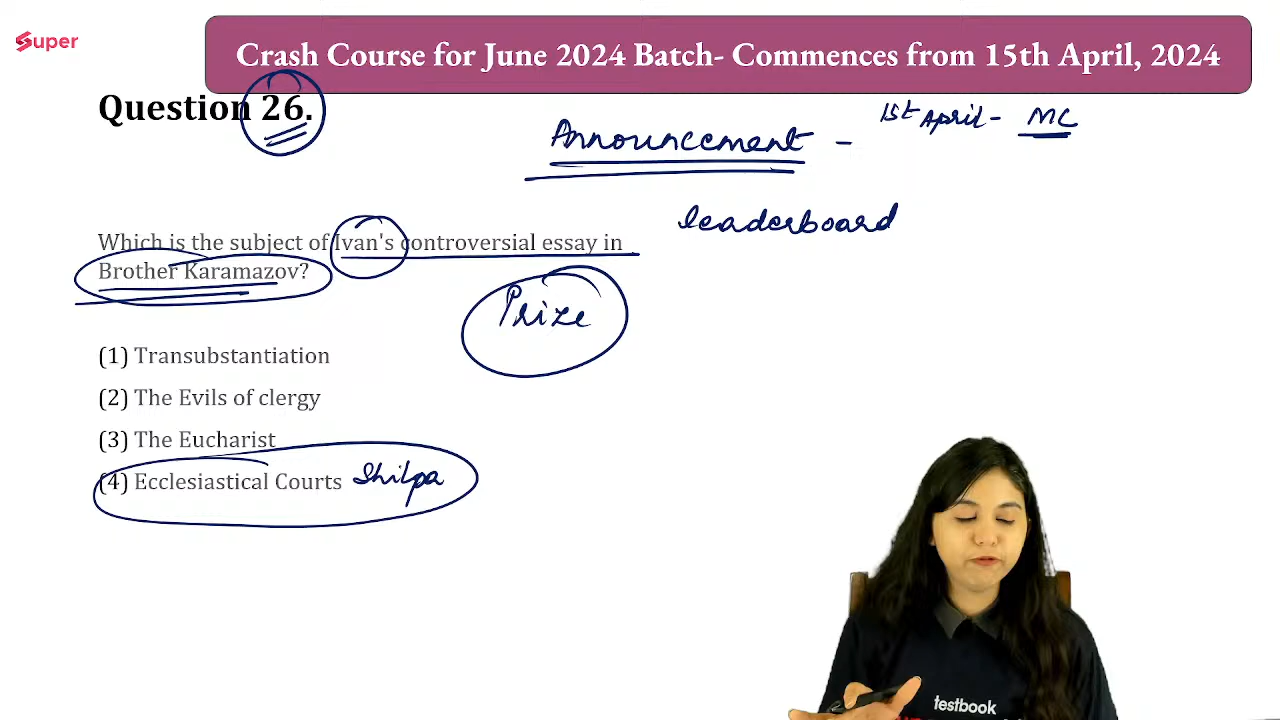 Super
Crash Course for June 2024 Batch- Commences from 15th April, 2024
Question 26.
Announcement - 1st April - MC
leaderboard
Which is the subject of Ivan's controversial essay in
Brother Karamazov?
Prize
(1) Transubstantiation
(2) The Evils of clergy
(3) The Eucharist
(4) Ecclesiastical Courts Shilpa
testbook